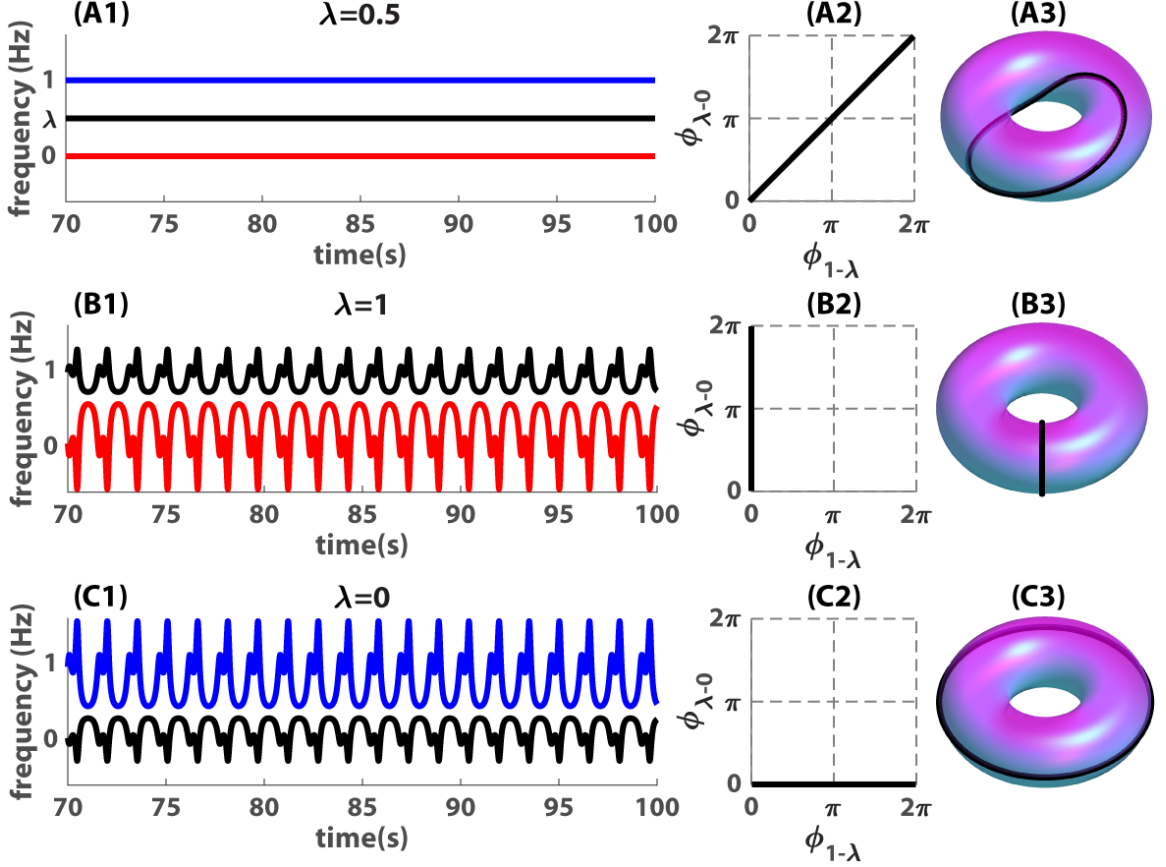 (A1) λ=0.5 (A2) (A3)
frequency (Hz)
1
λ
0
70 75 80 85 90 95 100
time(s)
ϕλ-0
2π
π
0
0 π 2π
ϕ1-λ
(B1) λ=1 (B2) (B3)
frequency (Hz)
1
0
70 75 80 85 90 95 100
time(s)
ϕλ-0
2π
π
0
0 π 2π
ϕ1-λ
(C1) λ=0 (C2) (C3)
frequency (Hz)
1
0
70 75 80 85 90 95 100
time(s)
ϕλ-0
2π
π
0
0 π 2π
ϕ1-λ